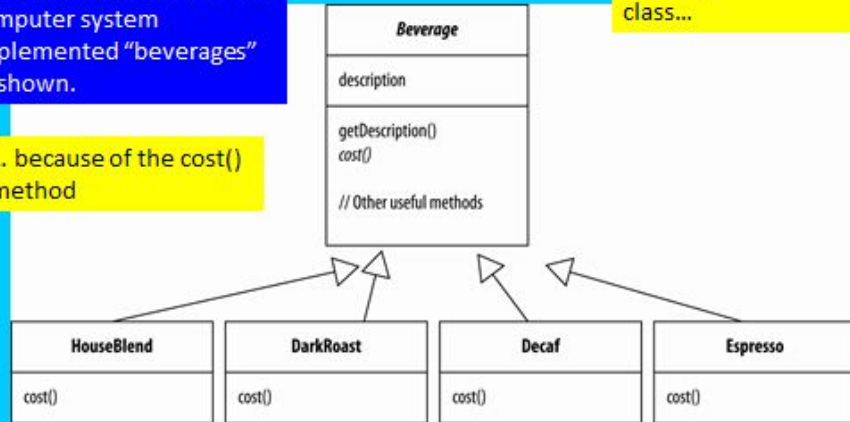 mputer system
plemented “beverages”
shown.
class...
.. because of the cost()
method
Beverage
description
getDescription()
cost()
// Other useful methods
HouseBlend
cost()
DarkRoast
cost()
Decaf
cost()
Espresso
cost()